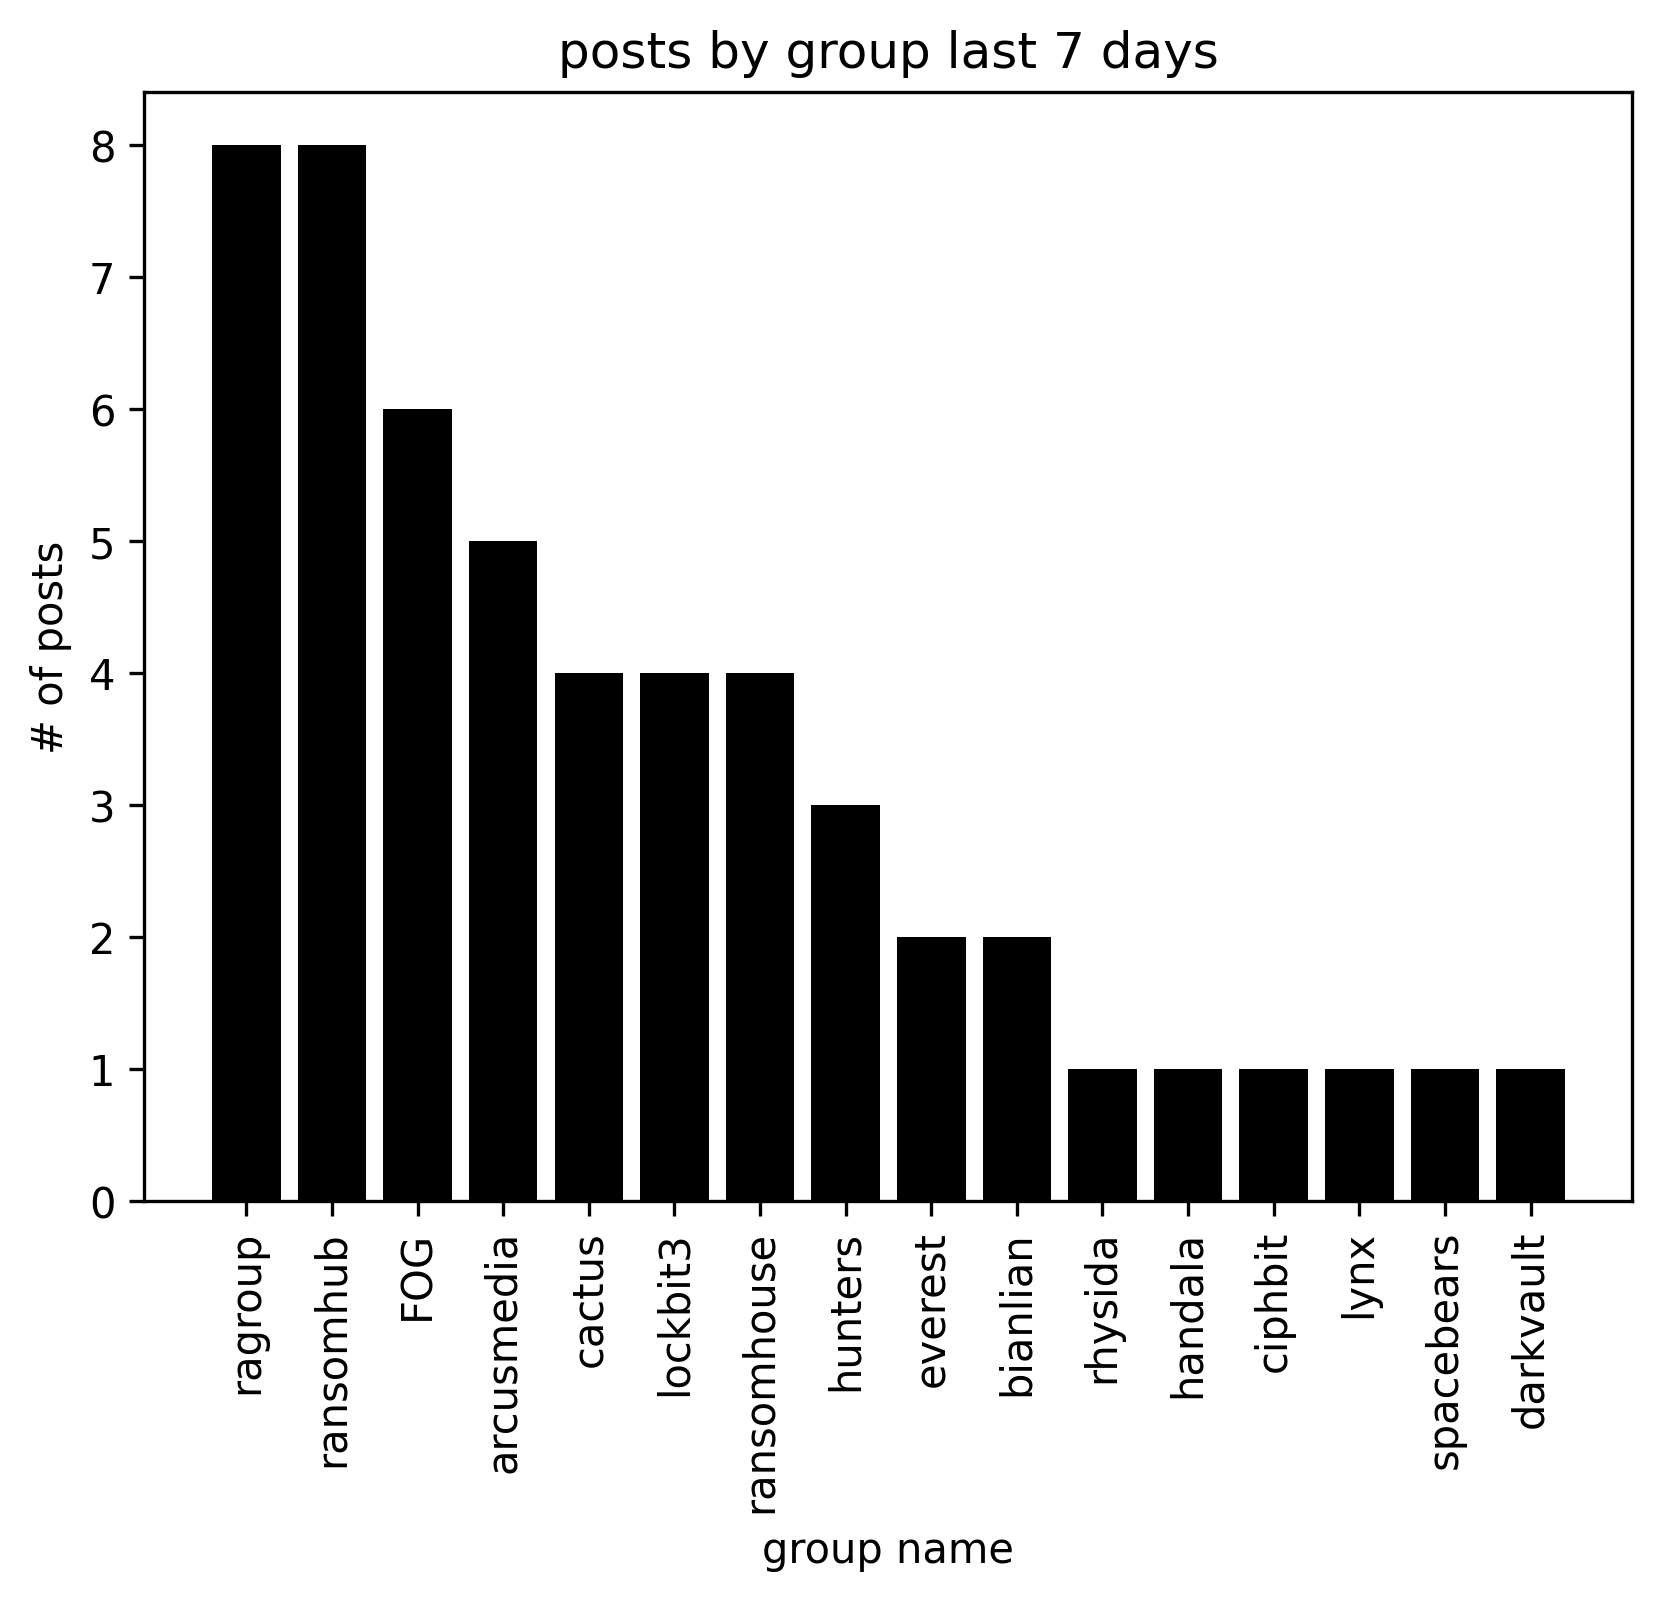 posts by group last 7 days
# of posts
8
7
6
5
4
3
2
1
0
ragroup
ransomhub
FOG
arcusmedia
cactus
lockbit3
ransomhouse
hunters
everest
bianlian
rhysida
handala
ciphbit
lynx
spacebears
darkvault
group name